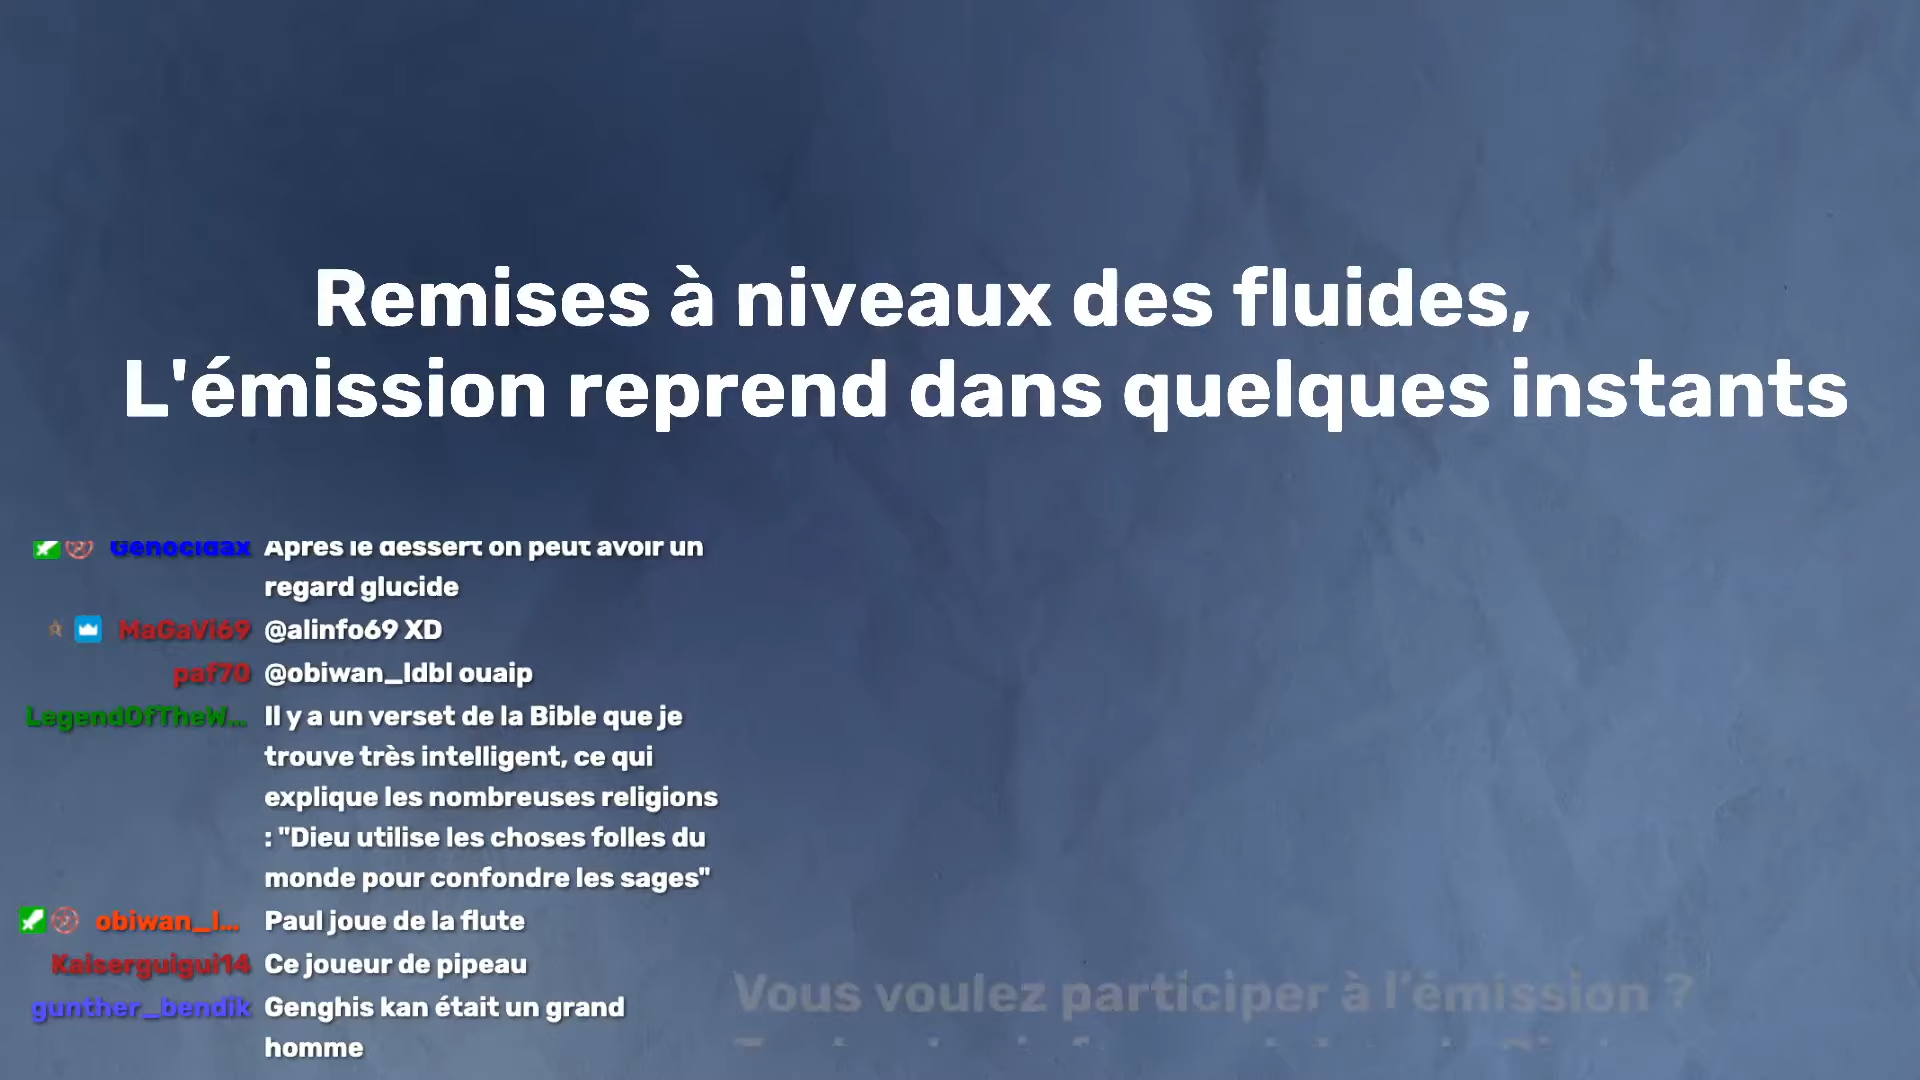 Remises à niveaux des fluides,
L'émission reprend dans quelques instants
Genocidax Apres le dessert on peut avoir un
regard glucide
MaGaVi69 @alinfo69 XD
paf70 @obiwan_ldbl ouaip
LegendOfTheW... Il y a un verset de la Bible que je
trouve très intelligent, ce qui
explique les nombreuses religions
: "Dieu utilise les choses folles du
monde pour confondre les sages"
obiwan_l... Paul joue de la flute
Kaiserguigui14 Ce joueur de pipeau
gunther_bendik Genghis kan était un grand
homme
Vous voulez participer à l'émission ?